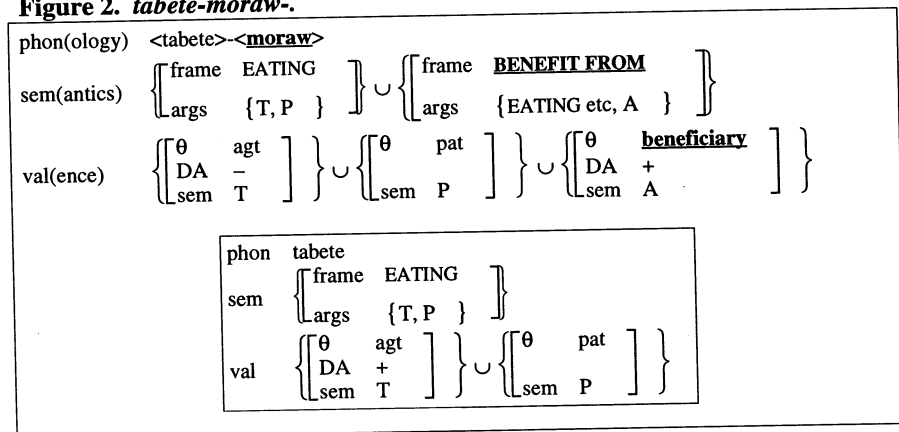 Figure 2. tabete-moraw-.
phon(ology) <tabete>-<moraw>
sem(antics) {[frame EATING args {T, P }]} ∪ {[frame BENEFIT FROM args {EATING etc, A }]}
val(ence) {[θ agt DA – sem T ]} ∪ {[θ pat sem P ]} ∪ {[θ beneficiary DA + sem A ]}
phon tabete
sem {[frame EATING args {T, P }]}
val {[θ agt DA + sem T ]} ∪ {[θ pat sem P ]}